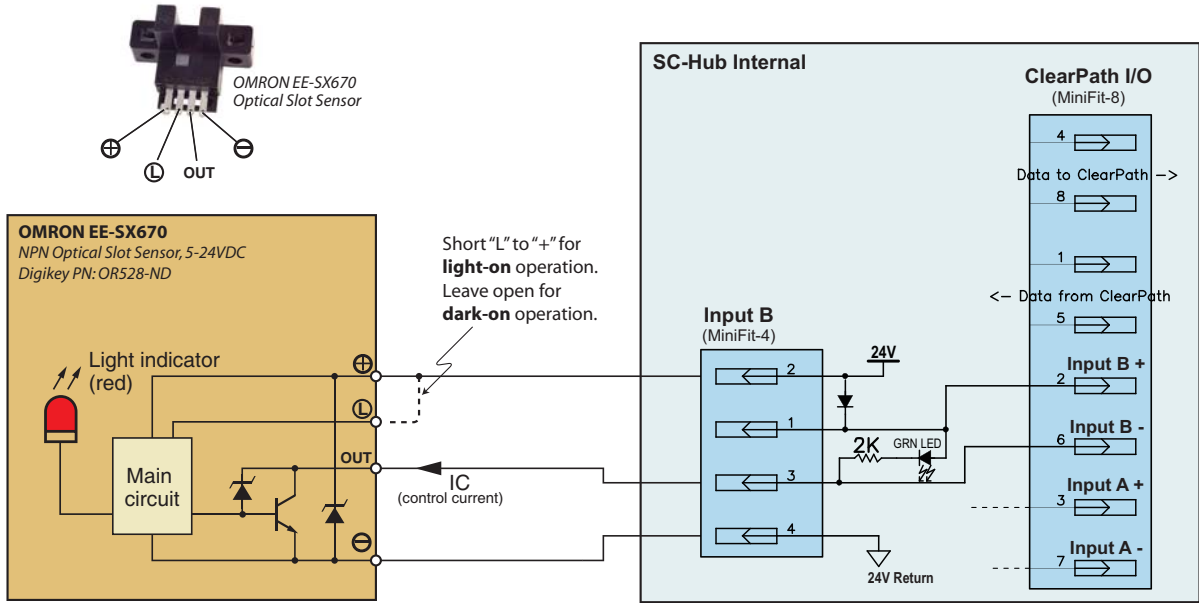 OMRON EE-SX670
Optical Slot Sensor
⊕
Ⓛ
OUT
⊖
OMRON EE-SX670
NPN Optical Slot Sensor, 5-24VDC
Digikey PN: OR528-ND
Light indicator
(red)
Main
circuit
⊕
Ⓛ
OUT
⊖
Short "L" to "+" for
light-on operation.
Leave open for
dark-on operation.
IC
(control current)
SC-Hub Internal
Input B
(MiniFit-4)
2
1
3
4
24V
2K
GRN LED
24V Return
ClearPath I/O
(MiniFit-8)
4
Data to ClearPath –>
8
1
<– Data from ClearPath
5
Input B +
2
Input B -
6
Input A +
3
Input A -
7